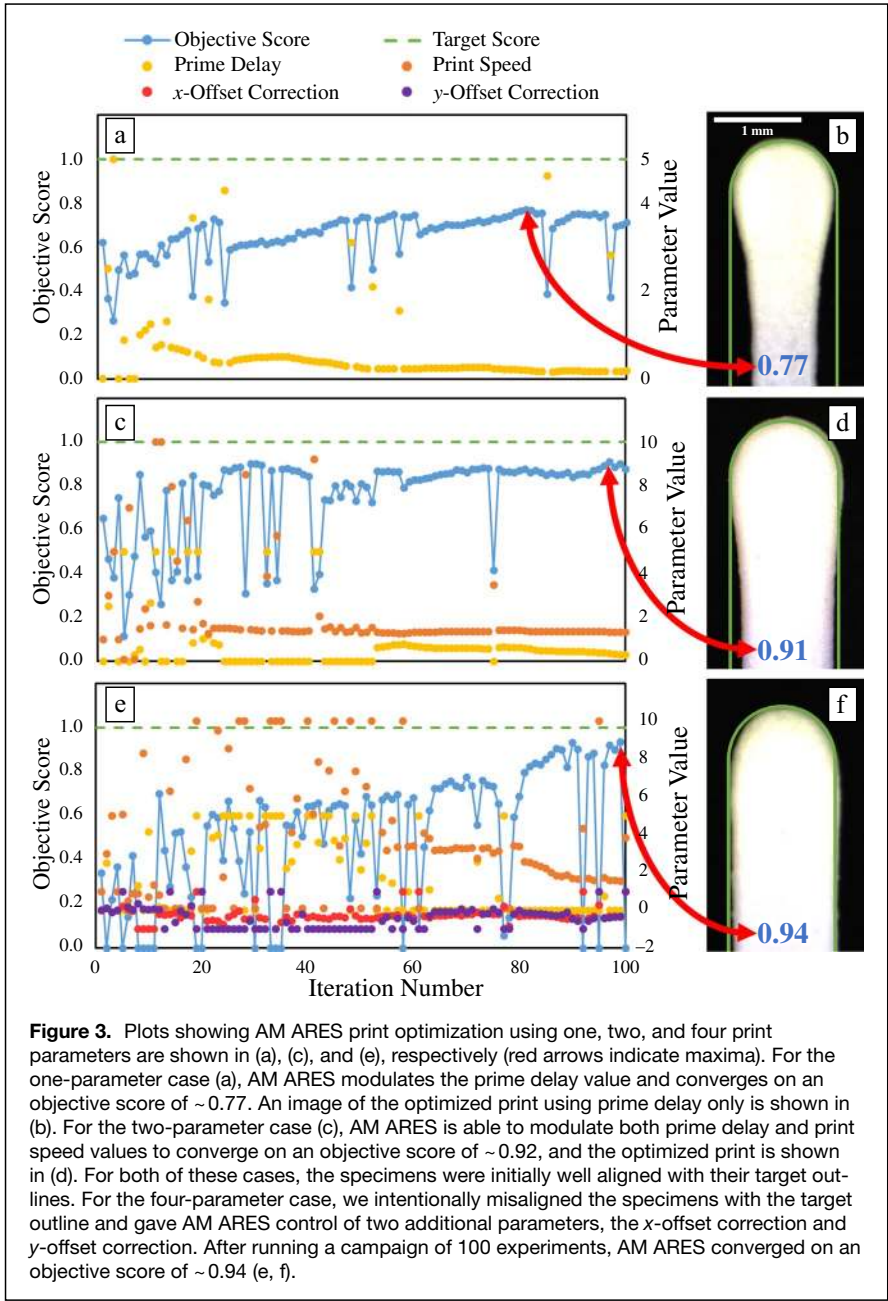 Objective Score
Target Score
Prime Delay
Print Speed
x-Offset Correction
y-Offset Correction
a
1.0
0.8
0.6
0.4
0.2
0.0
Objective Score
5
4
2
0
Parameter Value
b
1 mm
0.77
c
1.0
0.8
0.6
0.4
0.2
0.0
Objective Score
10
8
6
4
2
0
Parameter Value
d
0.91
e
1.0
0.8
0.6
0.4
0.2
0.0
Objective Score
10
8
6
4
2
0
–2
Parameter Value
0
20
40
60
80
100
Iteration Number
f
0.94
Figure 3. Plots showing AM ARES print optimization using one, two, and four print
parameters are shown in (a), (c), and (e), respectively (red arrows indicate maxima). For the
one-parameter case (a), AM ARES modulates the prime delay value and converges on an
objective score of ~0.77. An image of the optimized print using prime delay only is shown in
(b). For the two-parameter case (c), AM ARES is able to modulate both prime delay and print
speed values to converge on an objective score of ~0.92, and the optimized print is shown
in (d). For both of these cases, the specimens were initially well aligned with their target out-
lines. For the four-parameter case, we intentionally misaligned the specimens with the target
outline and gave AM ARES control of two additional parameters, the x-offset correction and
y-offset correction. After running a campaign of 100 experiments, AM ARES converged on an
objective score of ~0.94 (e, f).